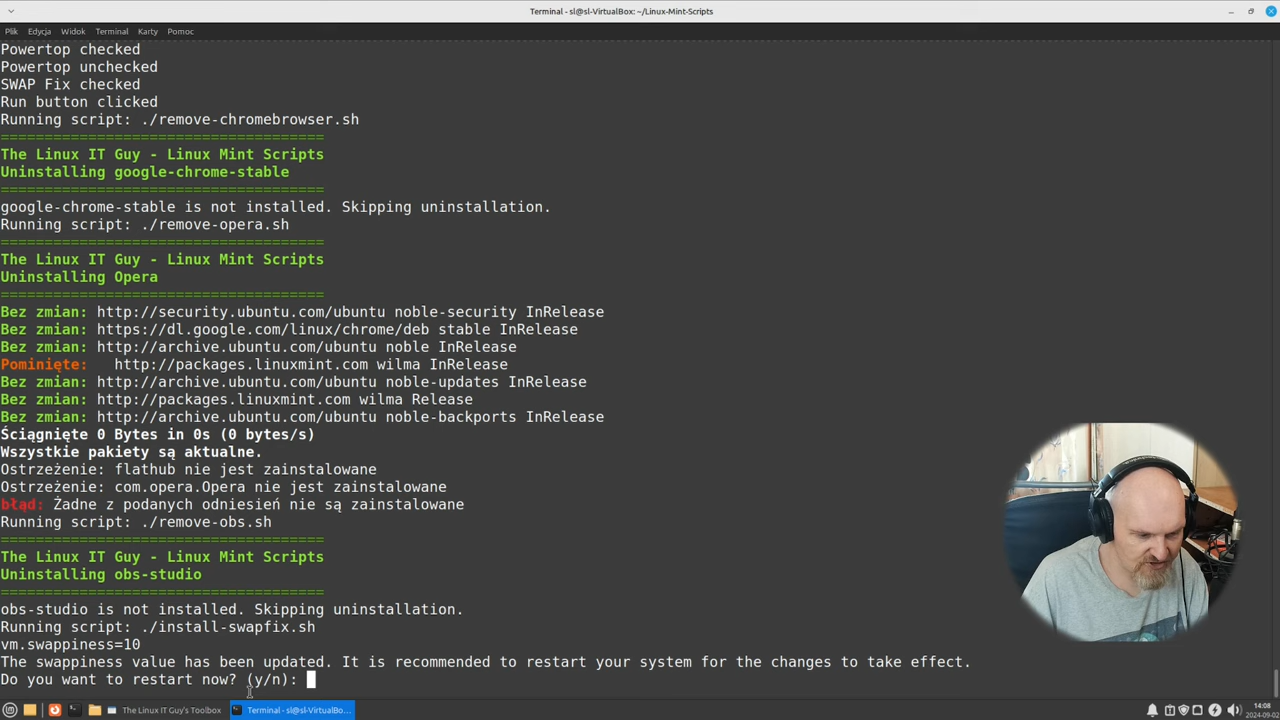 Terminal - sl@sl-VirtualBox: ~/Linux-Mint-Scripts
Plik Edycja Widok Terminal Karty Pomoc
Powertop checked
Powertop unchecked
SWAP Fix checked
Run button clicked
Running script: ./remove-chromebrowser.sh
=====================================
The Linux IT Guy - Linux Mint Scripts
Uninstalling google-chrome-stable
=====================================
google-chrome-stable is not installed. Skipping uninstallation.
Running script: ./remove-opera.sh
=====================================
The Linux IT Guy - Linux Mint Scripts
Uninstalling Opera
=====================================
Bez zmian: http://security.ubuntu.com/ubuntu noble-security InRelease
Bez zmian: https://dl.google.com/linux/chrome/deb stable InRelease
Bez zmian: http://archive.ubuntu.com/ubuntu noble InRelease
Pominięte:   http://packages.linuxmint.com wilma InRelease
Bez zmian: http://archive.ubuntu.com/ubuntu noble-updates InRelease
Bez zmian: http://packages.linuxmint.com wilma Release
Bez zmian: http://archive.ubuntu.com/ubuntu noble-backports InRelease
Ściągnięte 0 Bytes in 0s (0 bytes/s)
Wszystkie pakiety są aktualne.
Ostrzeżenie: flathub nie jest zainstalowane
Ostrzeżenie: com.opera.Opera nie jest zainstalowane
błąd: Żadne z podanych odniesień nie są zainstalowane
Running script: ./remove-obs.sh
=====================================
The Linux IT Guy - Linux Mint Scripts
Uninstalling obs-studio
=====================================
obs-studio is not installed. Skipping uninstallation.
Running script: ./install-swapfix.sh
vm.swappiness=10
The swappiness value has been updated. It is recommended to restart your system for the changes to take effect.
Do you want to restart now? (y/n):
The Linux IT Guy's Toolbox
Terminal - sl@sl-VirtualBo...
14:08
2024-09-02